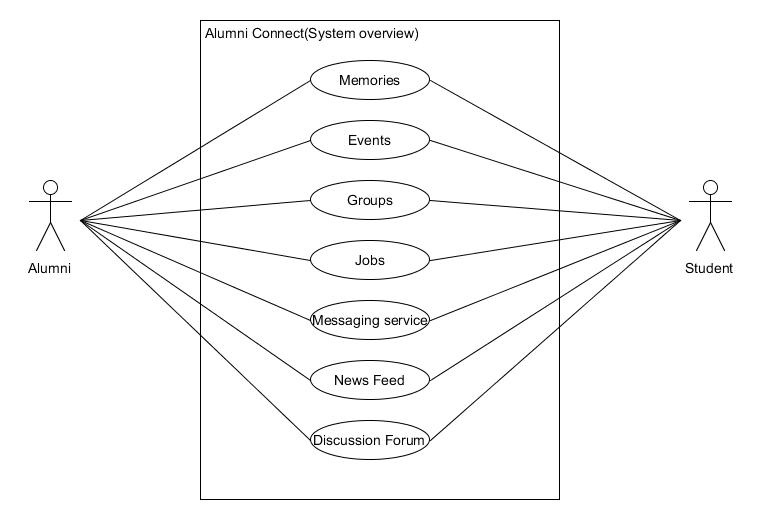 Alumni Connect(System overview)
Memories
Events
Groups
Jobs
Messaging service
News Feed
Discussion Forum
Alumni
Student